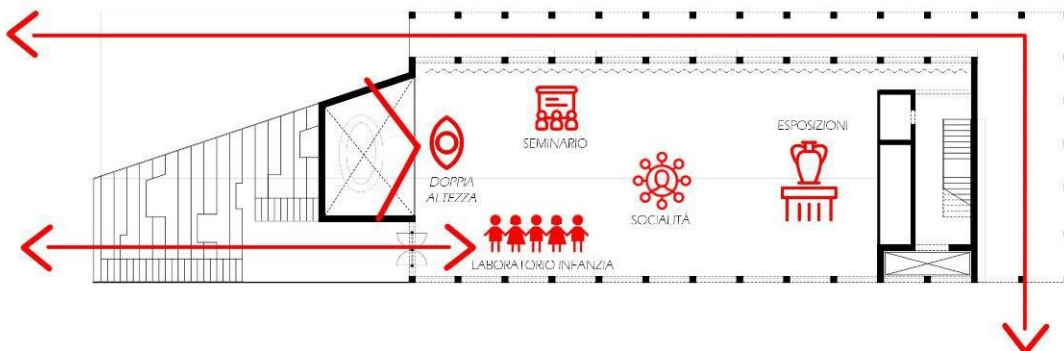 SEMINARIO
ESPOSIZIONI
DOPPIA
ALTEZZA
SOCIALITÀ
LABORATORIO INFANZIA